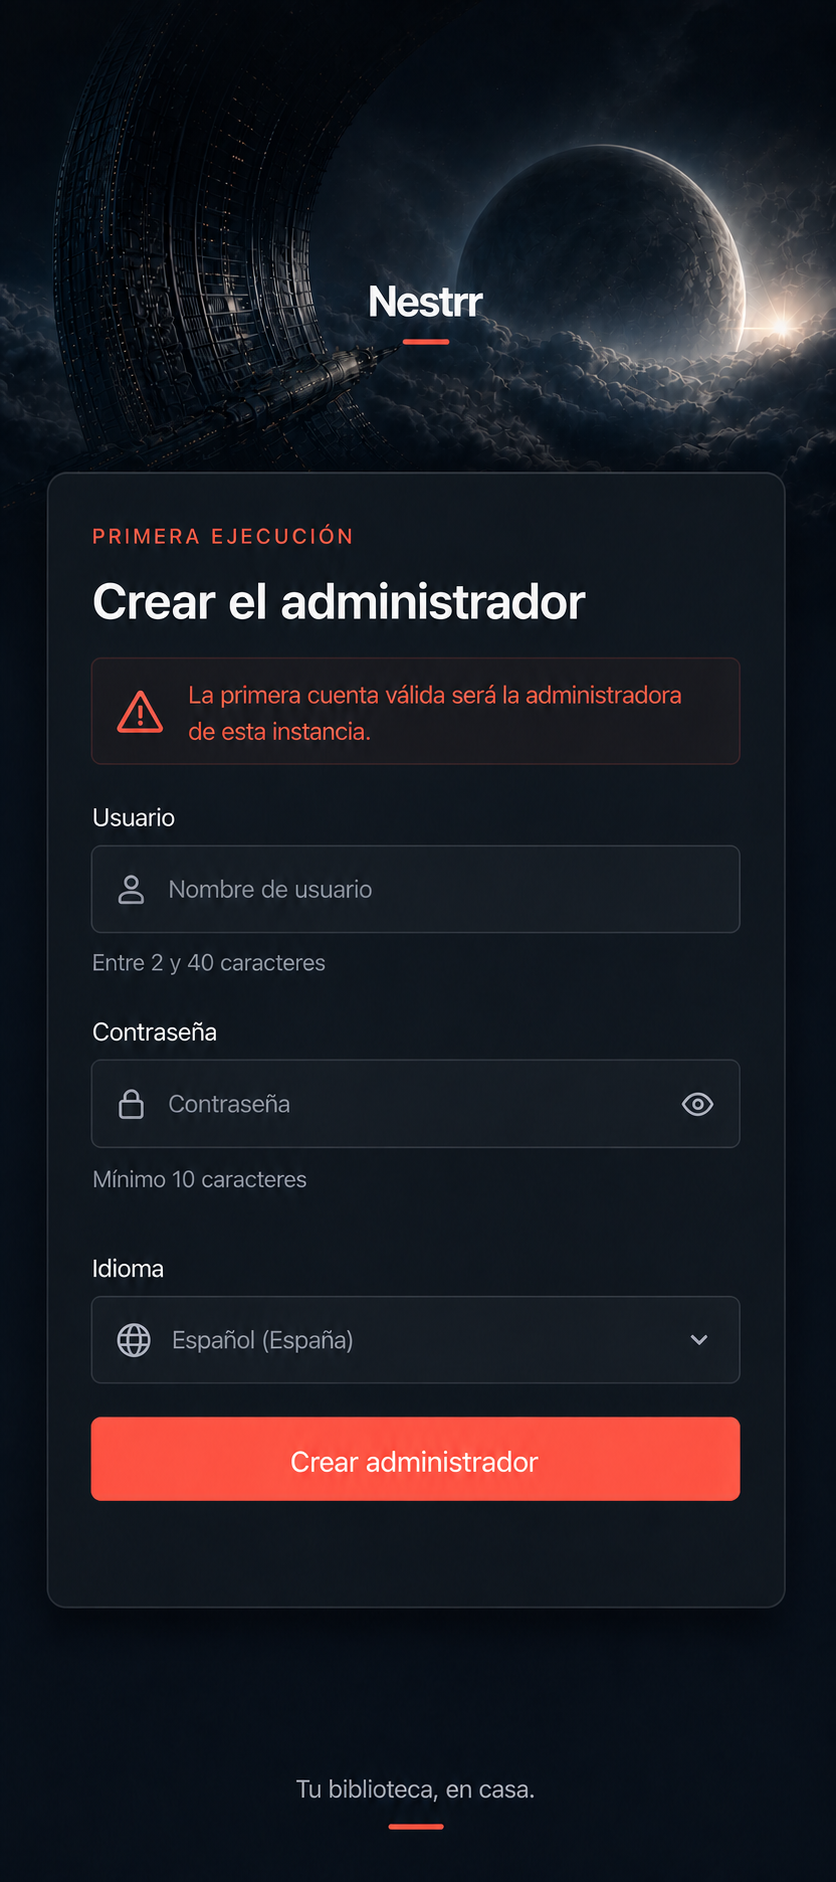 Nestrr
PRIMERA EJECUCIÓN
Crear el administrador
La primera cuenta válida será la administradora
de esta instancia.
Usuario
Nombre de usuario
Entre 2 y 40 caracteres
Contraseña
Contraseña
Mínimo 10 caracteres
Idioma
Español (España)
Crear administrador
Tu biblioteca, en casa.